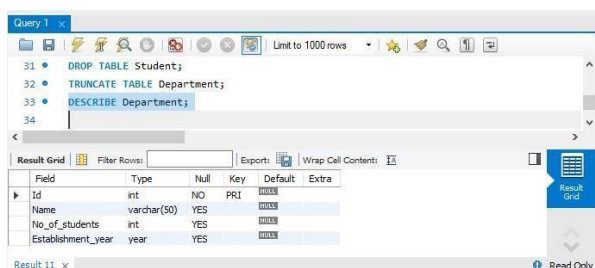 Query 1
Limit to 1000 rows
31 DROP TABLE Student;
32 TRUNCATE TABLE Department;
33 DESCRIBE Department;
34
Result Grid Filter Rows: Export: Wrap Cell Content:
Field Type Null Key Default Extra
Id int NO PRI NULL
Name varchar(50) YES NULL
No_of_students int YES NULL
Establishment_year year YES NULL
Result Grid
Result 11 Read Only